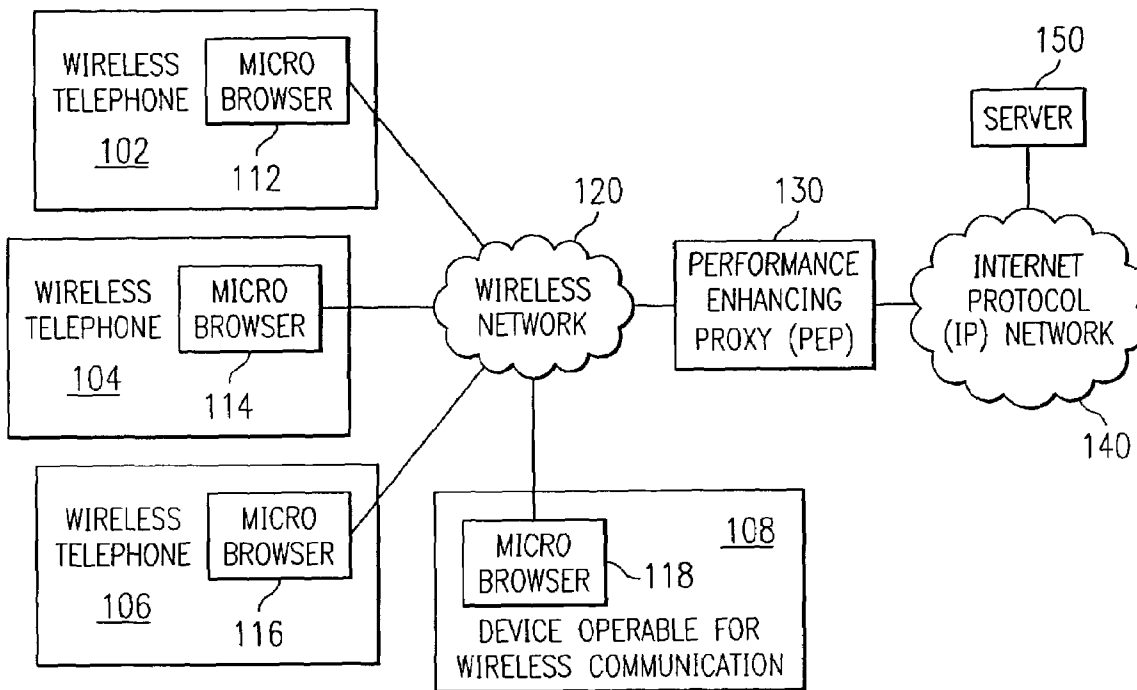 WIRELESS
TELEPHONE
102
MICRO
BROWSER
112
WIRELESS
TELEPHONE
104
MICRO
BROWSER
114
WIRELESS
TELEPHONE
106
MICRO
BROWSER
116
120
WIRELESS
NETWORK
MICRO
BROWSER
118
108
DEVICE OPERABLE FOR
WIRELESS COMMUNICATION
130
PERFORMANCE
ENHANCING
PROXY (PEP)
150
SERVER
INTERNET
PROTOCOL
(IP) NETWORK
140